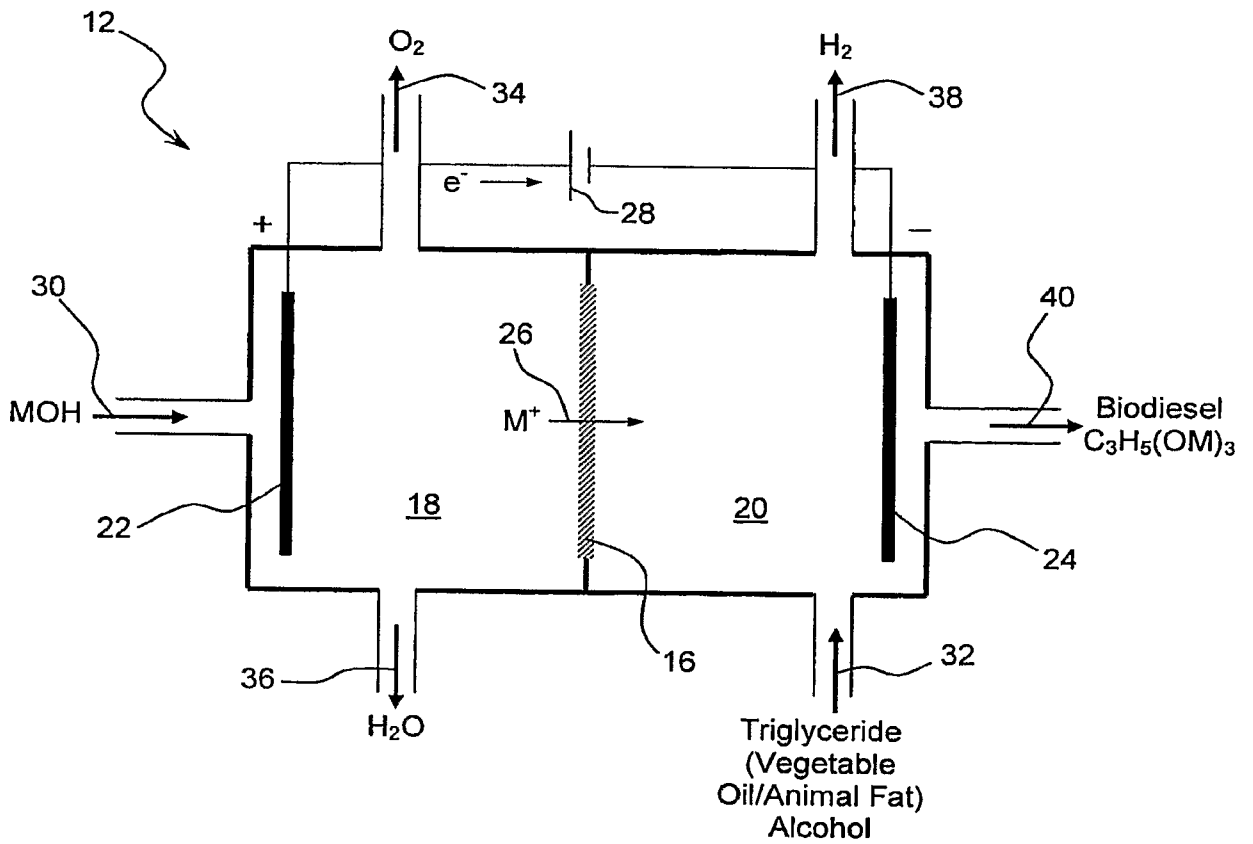 12
O₂
H₂
34
38
e⁻
28
+
−
30
40
26
MOH
M⁺
Biodiesel
C₃H₅(OM)₃
22
18
20
24
36
16
32
H₂O
Triglyceride
(Vegetable
Oil/Animal Fat)
Alcohol